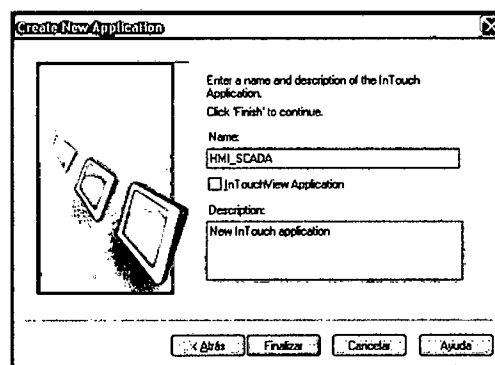 Create New Application
Enter a name and description of the InTouch
Application.
Click 'Finish' to continue.
Name:
HMI_SCADA
InTouchView Application
Description:
New InTouch application
< Atrás
Finalizar
Cancelar
Ayuda